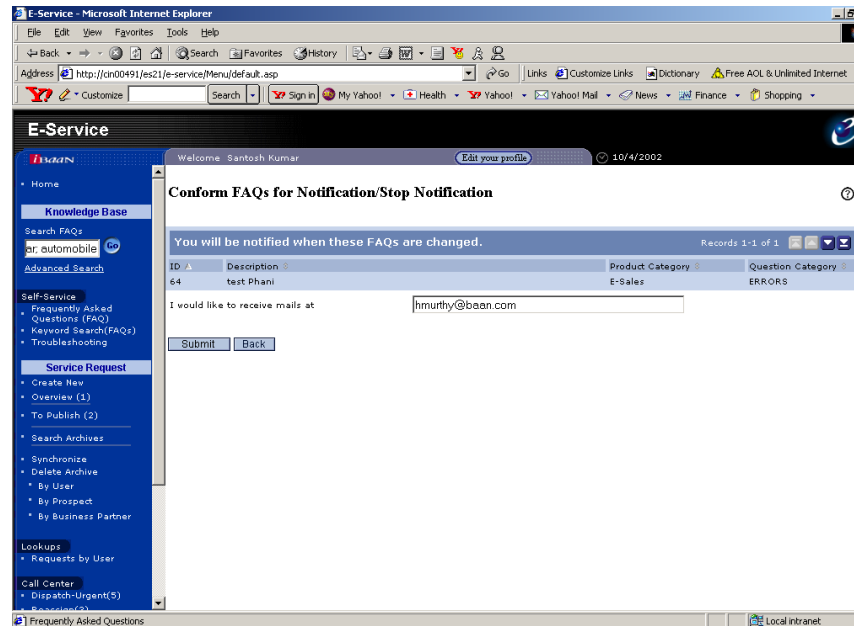 E-Service - Microsoft Internet Explorer
File Edit View Favorites Tools Help
Back Search Favorites History
Address http://cin00491/es21/e-service/Menu/default.asp Go Links Customize Links Dictionary Free AOL & Unlimited Internet
Y! Customize Search Sign In My Yahoo! Health Yahoo! Yahoo! Mail News Finance Shopping
E-Service
iBaan Welcome Santosh Kumar Edit your profile 10/4/2002
Home
Conform FAQs for Notification/Stop Notification
Knowledge Base
Search FAQs
ar, automobile Go
Advanced Search
You will be notified when these FAQs are changed. Records 1-1 of 1
ID Description Product Category Question Category
64 test Phani E-Sales ERRORS
I would like to receive mails at hmurthy@baan.com
Submit Back
Self-Service
Frequently Asked
Questions (FAQ)
Keyword Search(FAQs)
Troubleshooting
Service Request
Create New
Overview (1)
To Publish (2)
Search Archives
Synchronize
Delete Archive
By User
By Prospect
By Business Partner
Lookups
Requests by User
Call Center
Dispatch-Urgent(5)
Frequently Asked Questions Local intranet